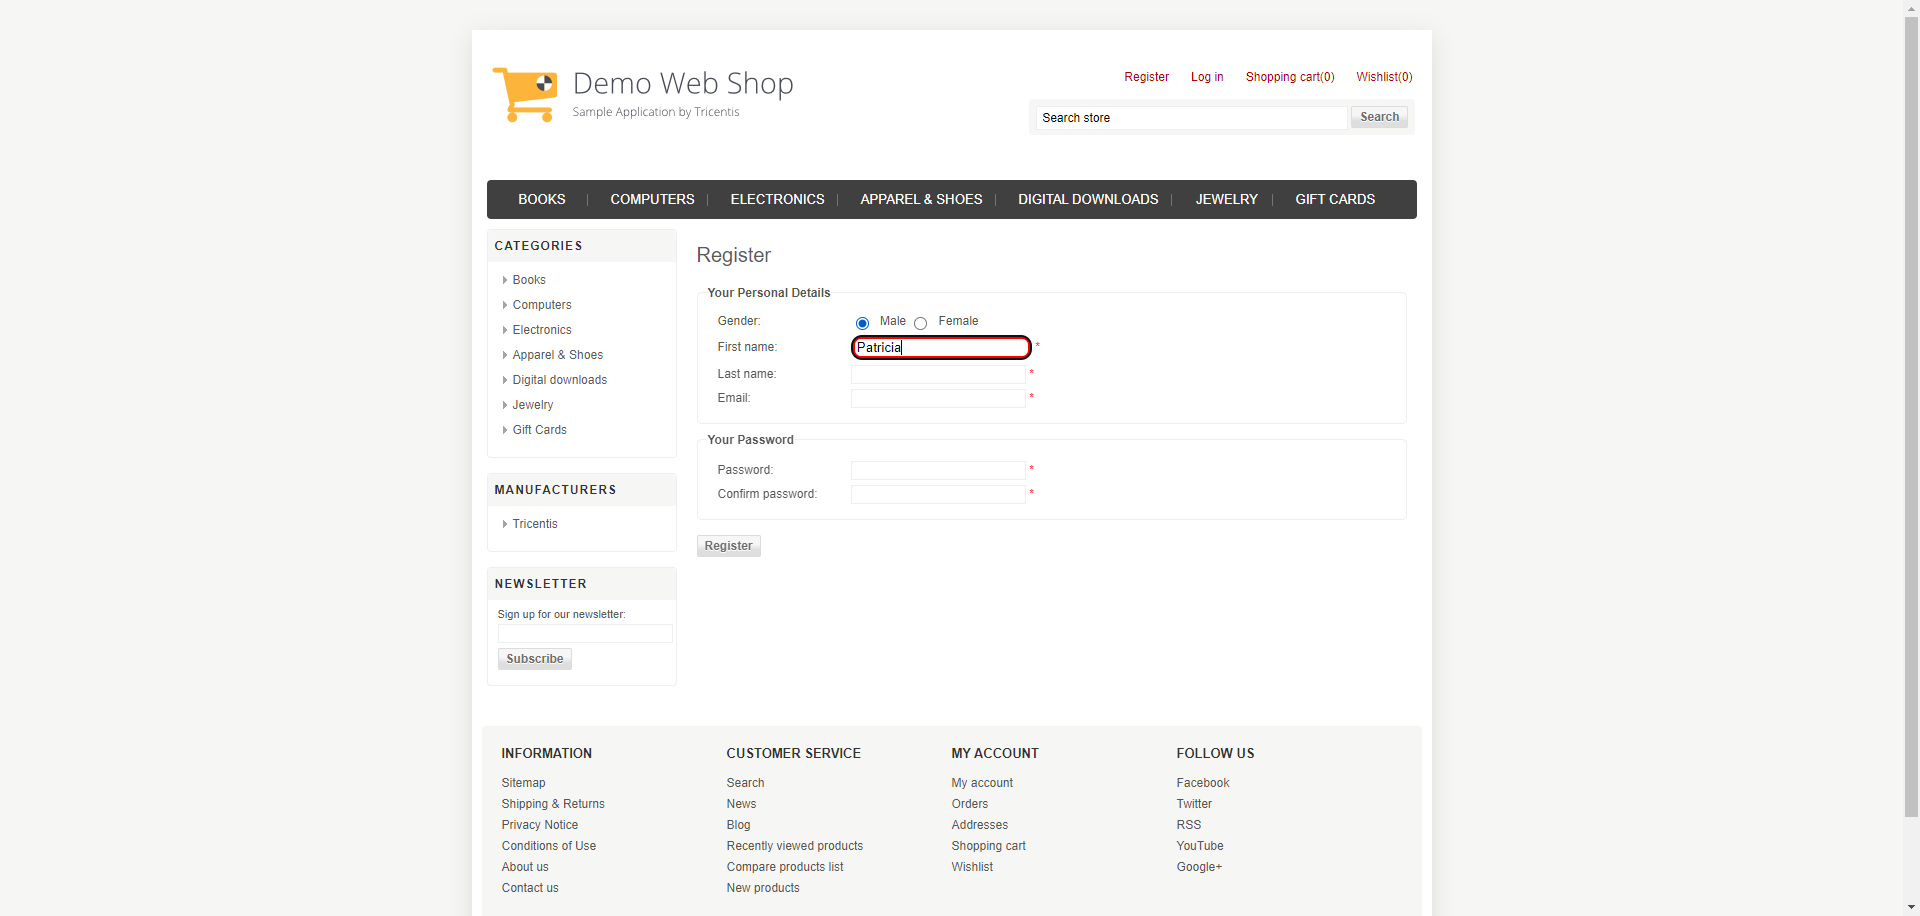 Demo Web Shop
Sample Application by Tricentis
Register Log in Shopping cart(0) Wishlist(0)
Search store Search
BOOKS COMPUTERS ELECTRONICS APPAREL & SHOES DIGITAL DOWNLOADS JEWELRY GIFT CARDS
CATEGORIES
Books
Computers
Electronics
Apparel & Shoes
Digital downloads
Jewelry
Gift Cards
MANUFACTURERS
Tricentis
NEWSLETTER
Sign up for our newsletter:
Subscribe
Register
Your Personal Details
Gender: Male Female
First name: Patricia *
Last name: *
Email: *
Your Password
Password: *
Confirm password: *
Register
INFORMATION
Sitemap
Shipping & Returns
Privacy Notice
Conditions of Use
About us
Contact us
CUSTOMER SERVICE
Search
News
Blog
Recently viewed products
Compare products list
New products
MY ACCOUNT
My account
Orders
Addresses
Shopping cart
Wishlist
FOLLOW US
Facebook
Twitter
RSS
YouTube
Google+